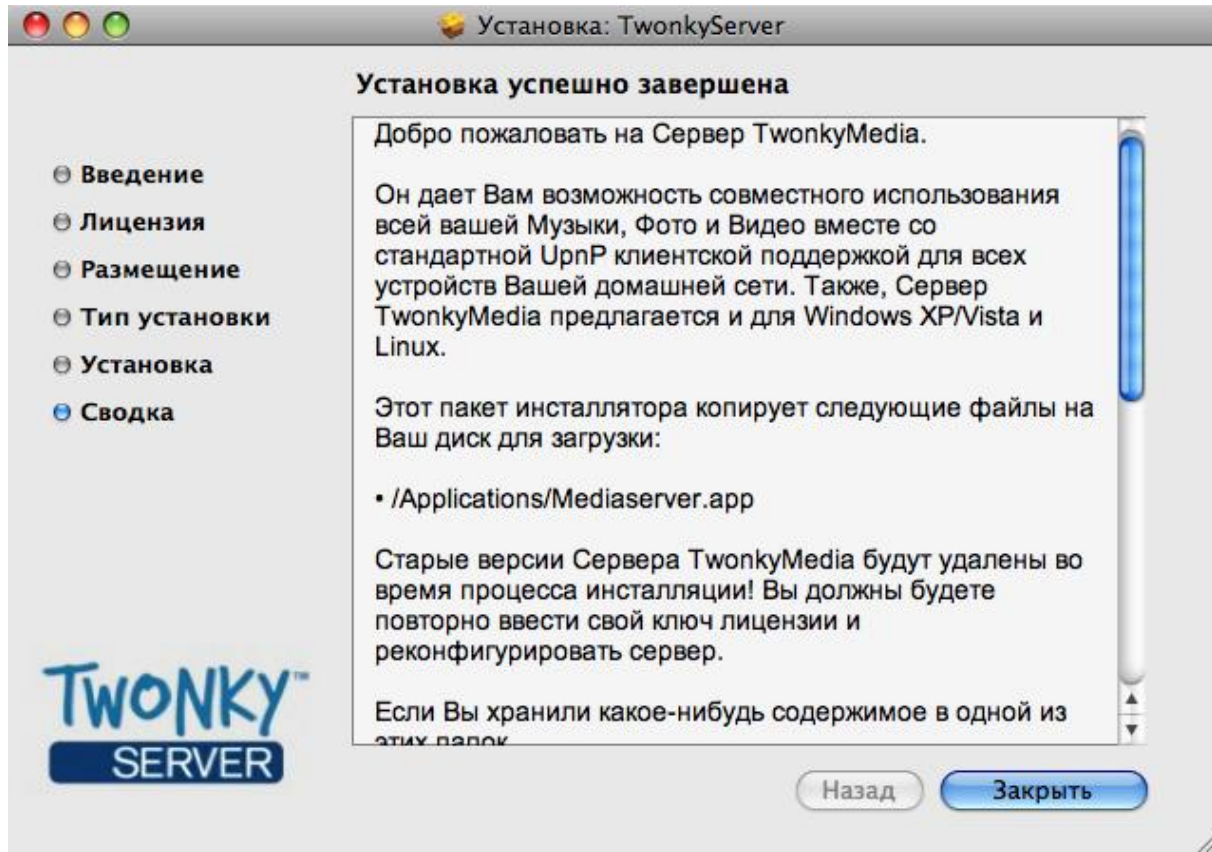 Установка: TwonkyServer
Установка успешно завершена
Введение
Лицензия
Размещение
Тип установки
Установка
Сводка
Добро пожаловать на Сервер TwonkyMedia.
Он дает Вам возможность совместного использования
всей вашей Музыки, Фото и Видео вместе со
стандартной UpnP клиентской поддержкой для всех
устройств Вашей домашней сети. Также, Сервер
TwonkyMedia предлагается и для Windows XP/Vista и
Linux.
Этот пакет инсталлятора копирует следующие файлы на
Ваш диск для загрузки:
• /Applications/Mediaserver.app
Старые версии Сервера TwonkyMedia будут удалены во
время процесса инсталляции! Вы должны будете
повторно ввести свой ключ лицензии и
реконфигурировать сервер.
Если Вы хранили какое-нибудь содержимое в одной из
этих папок
TWONKY™
SERVER
Назад
Закрыть